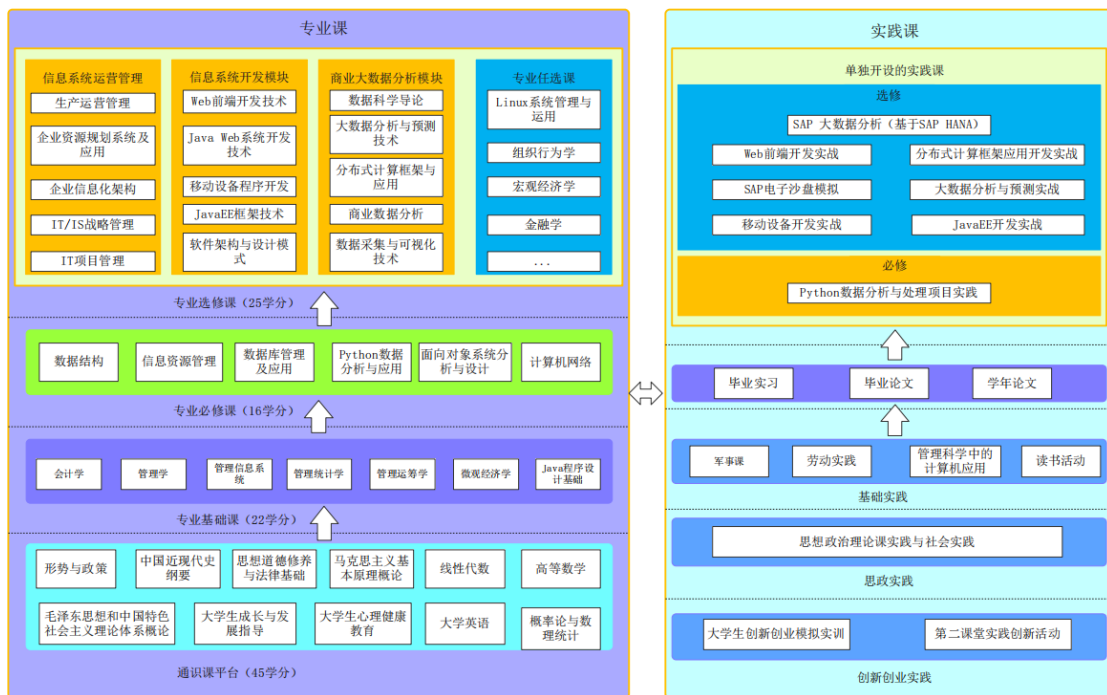 专业课
信息系统运营管理
生产运营管理
企业资源规划系统及
应用
企业信息化架构
IT/IS战略管理
IT项目管理
信息系统开发模块
Web前端开发技术
Java Web系统开发
技术
移动设备程序开发
JavaEE框架技术
软件架构与设计模
式
商业大数据分析模块
数据科学导论
大数据分析与预测
技术
分布式计算框架与
应用
商业数据分析
数据采集与可视化
技术
专业任选课
Linux系统管理与
运用
组织行为学
宏观经济学
金融学
...
专业选修课（25学分）
数据结构
信息资源管理
数据库管理
及应用
Python数据
分析与应用
面向对象系统分
析与设计
计算机网络
专业必修课（16学分）
会计学
管理学
管理信息系
统
管理统计学
管理运筹学
微观经济学
Java程序设
计基础
专业基础课（22学分）
形势与政策
中国近现代史
纲要
思想道德修养
与法律基础
马克思主义基
本原理概论
线性代数
高等数学
毛泽东思想和中国特色
社会主义理论体系概论
大学生成长与发
展指导
大学生心理健康
教育
大学英语
概率论与数
理统计
通识课平台（45学分）
实践课
单独开设的实践课
选修
SAP 大数据分析（基于SAP HANA）
Web前端开发实战
分布式计算框架应用开发实战
SAP电子沙盘模拟
大数据分析与预测实战
移动设备开发实战
JavaEE开发实战
必修
Python数据分析与处理项目实践
毕业实习
毕业论文
学年论文
军事课
劳动实践
管理科学中的
计算机应用
读书活动
基础实践
思想政治理论课实践与社会实践
思政实践
大学生创新创业模拟实训
第二课堂实践创新活动
创新创业实践